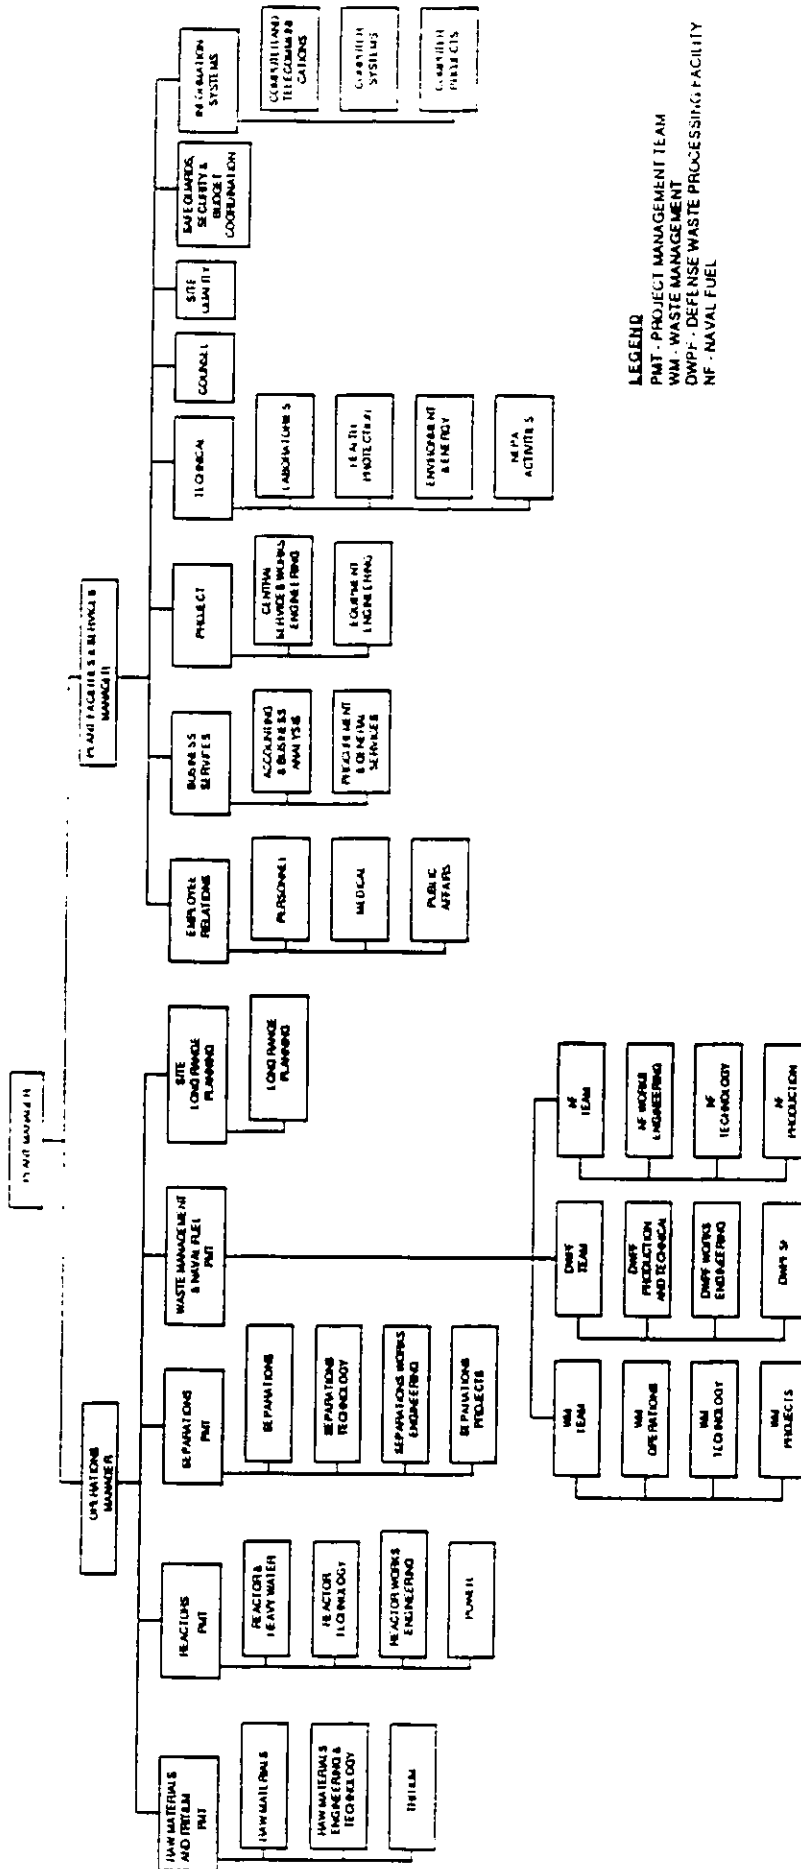 PLANT MANAGER
OPERATIONS
MANAGER
PLANT FACILITIES & SERVICES
MANAGER
RAW MATERIALS
AND TRITIUM
PMT
REACTORS
PMT
SEPARATIONS
PMT
WASTE MANAGEMENT
& NAVAL FUEL
PMT
SITE
LONG RANGE
PLANNING
EMPLOYEE
RELATIONS
BUSINESS
SERVICES
PROJECT
TECHNICAL
COUNSEL
SITE
QUALITY
SAFEGUARDS,
SECURITY &
BUDGET
COORDINATION
INFORMATION
SYSTEMS
RAW MATERIALS
RAW MATERIALS
ENGINEERING &
TECHNOLOGY
TRITIUM
REACTOR &
HEAVY WATER
REACTOR
TECHNOLOGY
REACTOR WORKS
ENGINEERING
POWER
SEPARATIONS
SEPARATIONS
TECHNOLOGY
SEPARATIONS WORKS
ENGINEERING
SEPARATIONS
PROJECTS
LONG RANGE
PLANNING
PERSONNEL
MEDICAL
PUBLIC
AFFAIRS
ACCOUNTING
& BUSINESS
ANALYSIS
PROCUREMENT
& GENERAL
SERVICES
CENTRAL
SERVICE & WORKS
ENGINEERING
EQUIPMENT
ENGINEERING
LABORATORIES
HEALTH
PROTECTION
ENVIRONMENT
& ENERGY
NEPA
ACTIVITIES
COMPUTER AND
TELECOMMUNI
CATIONS
COMPUTER
SYSTEMS
COMPUTER
PROJECTS
WM
TEAM
WM
OPERATIONS
WM
TECHNOLOGY
WM
PROJECTS
DWPF
TEAM
DWPF
PRODUCTION
AND TECHNICAL
DWPF WORKS
ENGINEERING
DWPF
NF
TEAM
NF WORKS
ENGINEERING
NF
TECHNOLOGY
NF
PRODUCTION
LEGEND
PMT - PROJECT MANAGEMENT TEAM
WM - WASTE MANAGEMENT
DWPF - DEFENSE WASTE PROCESSING FACILITY
NF - NAVAL FUEL